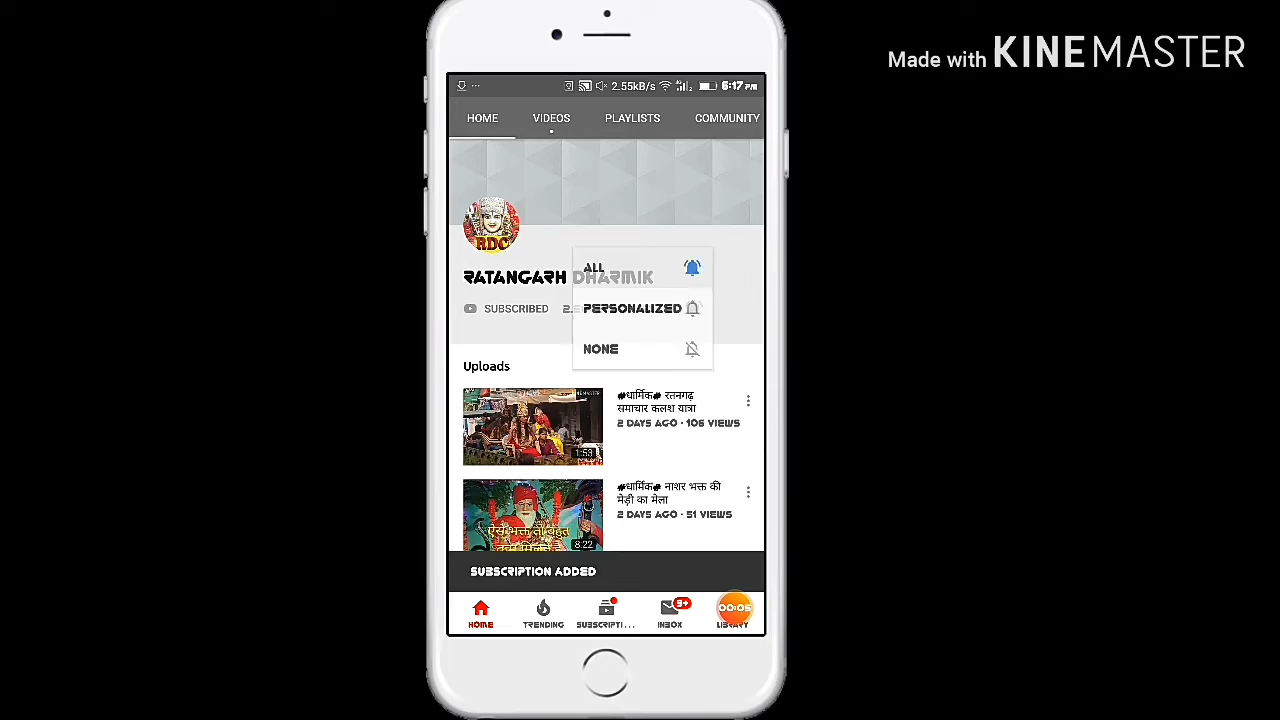 Made with KINEMASTER
2.55kB/s 6:17 PM
HOME VIDEOS PLAYLISTS COMMUNITY
RDC
RATANGARH DHARMIK
ALL
SUBSCRIBED
PERSONALIZED
NONE
Uploads
#धार्मिक# रतनगढ़
समाचार कलश यात्रा
2 DAYS AGO · 106 VIEWS
1:53
#धार्मिक# नाशर भक्त की
मेड़ी का मेला
2 DAYS AGO · 51 VIEWS
8:22
SUBSCRIPTION ADDED
9+
00:05
HOME TRENDING SUBSCRIPTI... INBOX LIBRARY